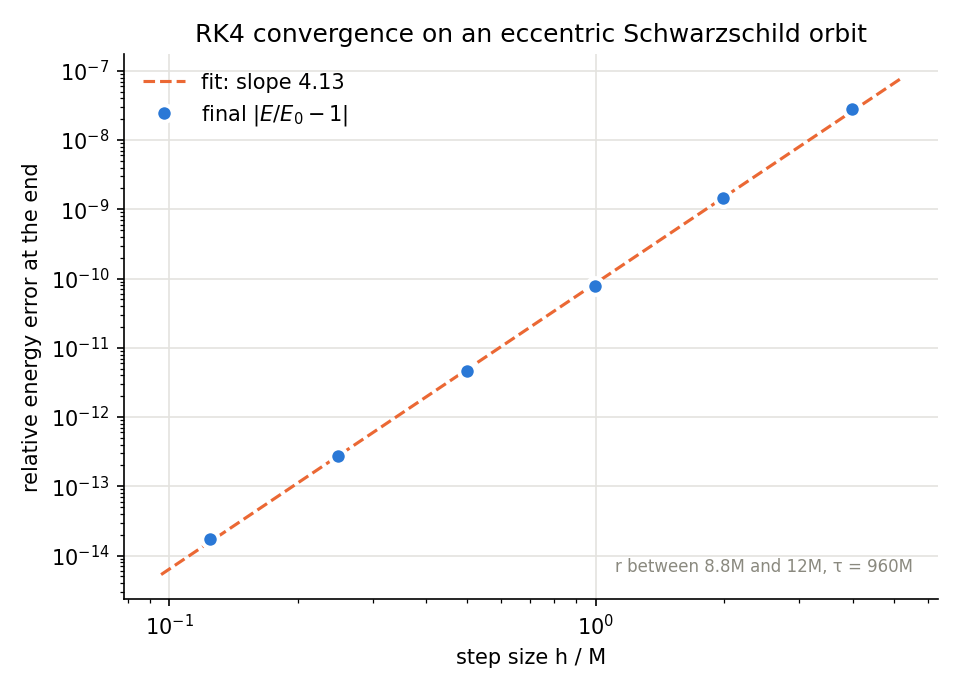 RK4 convergence on an eccentric Schwarzschild orbit
fit: slope 4.13
final |E/E₀ − 1|
relative energy error at the end
10⁻⁷
10⁻⁸
10⁻⁹
10⁻¹⁰
10⁻¹¹
10⁻¹²
10⁻¹³
10⁻¹⁴
r between 8.8M and 12M, τ = 960M
10⁻¹
10⁰
step size h / M